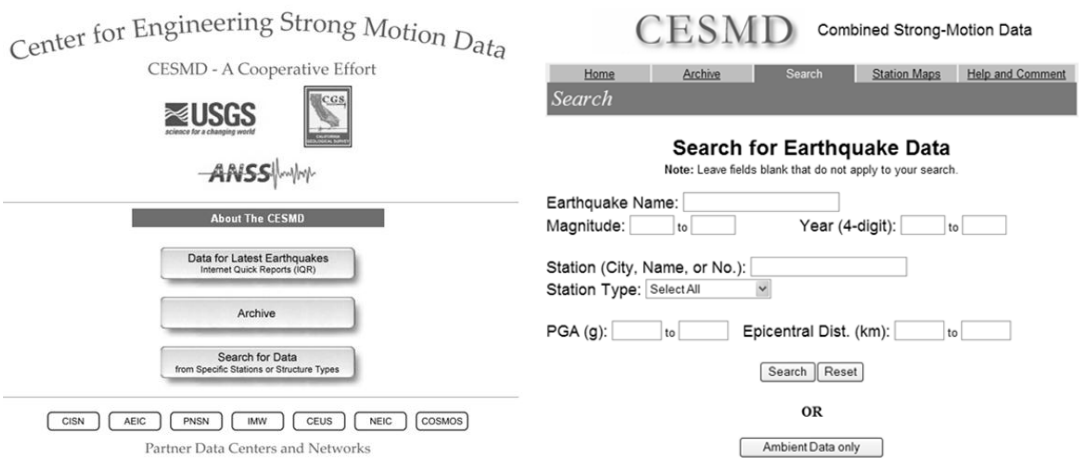 Center for Engineering Strong Motion Data
CESMD - A Cooperative Effort
USGS
science for a changing world
CGS
CALIFORNIA
GEOLOGICAL SURVEY
ANSS
About The CESMD
Data for Latest Earthquakes
Internet Quick Reports (IQR)
Archive
Search for Data
from Specific Stations or Structure Types
CISN AEIC PNSN IMW CEUS NEIC COSMOS
Partner Data Centers and Networks
CESMD Combined Strong-Motion Data
Home Archive Search Station Maps Help and Comment
Search
Search for Earthquake Data
Note: Leave fields blank that do not apply to your search.
Earthquake Name:
Magnitude: to Year (4-digit): to
Station (City, Name, or No.):
Station Type: Select All
PGA (g): to Epicentral Dist. (km): to
Search Reset
OR
Ambient Data only